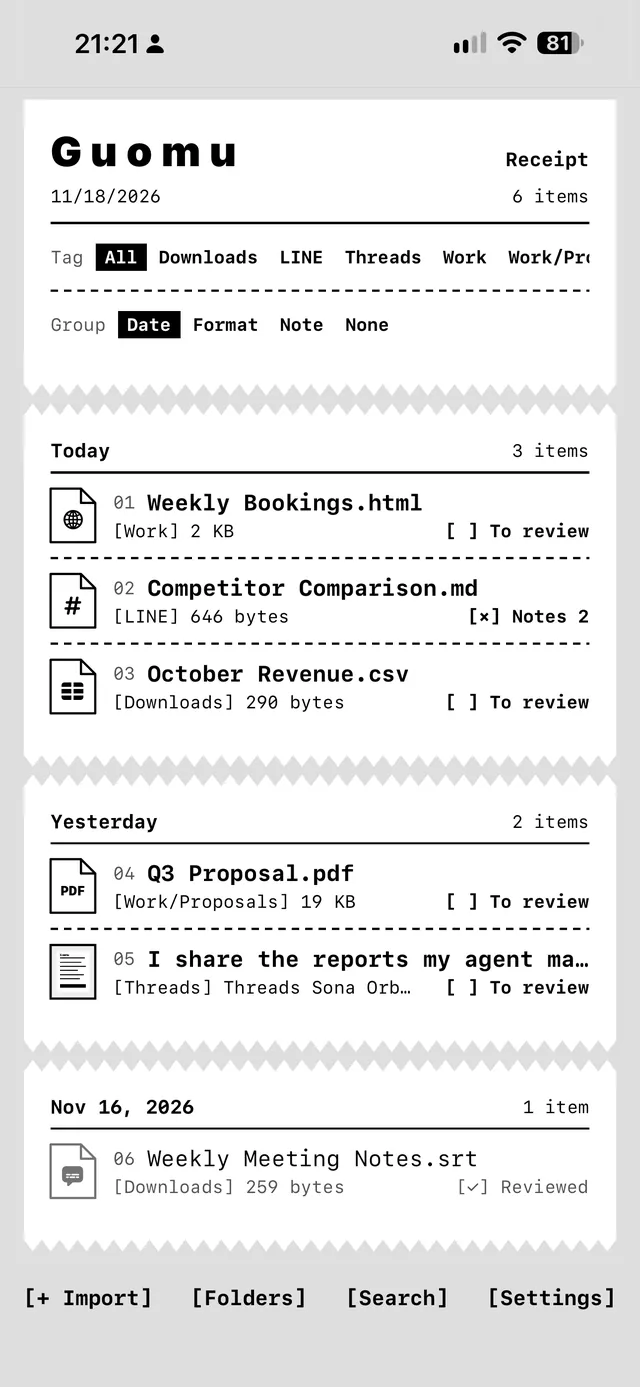 21:21
81
Guomu
Receipt
11/18/2026
6 items
Tag All Downloads LINE Threads Work Work/Pro
Group Date Format Note None
Today
3 items
01 Weekly Bookings.html
[Work] 2 KB
[ ] To review
#
02 Competitor Comparison.md
[LINE] 646 bytes
[×] Notes 2
03 October Revenue.csv
[Downloads] 290 bytes
[ ] To review
Yesterday
2 items
PDF
04 Q3 Proposal.pdf
[Work/Proposals] 19 KB
[ ] To review
05 I share the reports my agent ma…
[Threads] Threads Sona Orb…
[ ] To review
Nov 16, 2026
1 item
06 Weekly Meeting Notes.srt
[Downloads] 259 bytes
[✓] Reviewed
[+ Import] [Folders] [Search] [Settings]